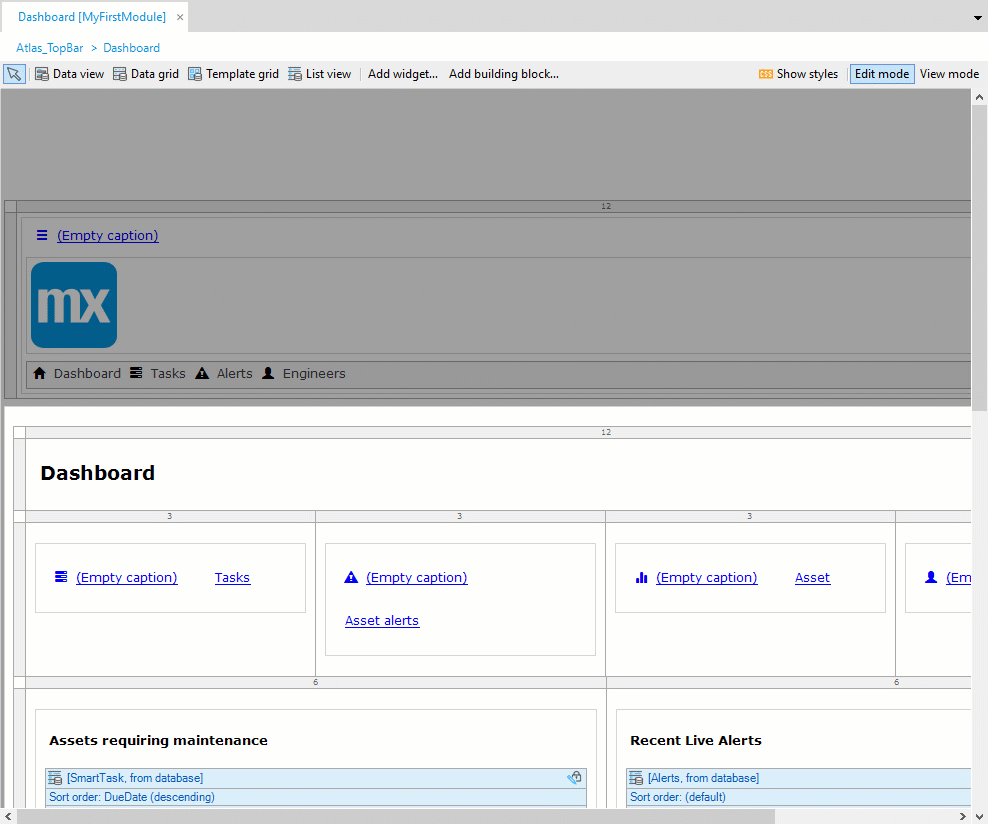 Dashboard [MyFirstModule] ×
Atlas_TopBar > Dashboard
Data view Data grid Template grid List view Add widget... Add building block... CSS Show styles Edit mode View mode
12
(Empty caption)
mx
Dashboard Tasks Alerts Engineers
12
Dashboard
3 3 3
(Empty caption) Tasks (Empty caption) (Empty caption) Asset (Em
Asset alerts
6 6
Assets requiring maintenance Recent Live Alerts
[SmartTask, from database] [Alerts, from database]
Sort order: DueDate (descending) Sort order: (default)